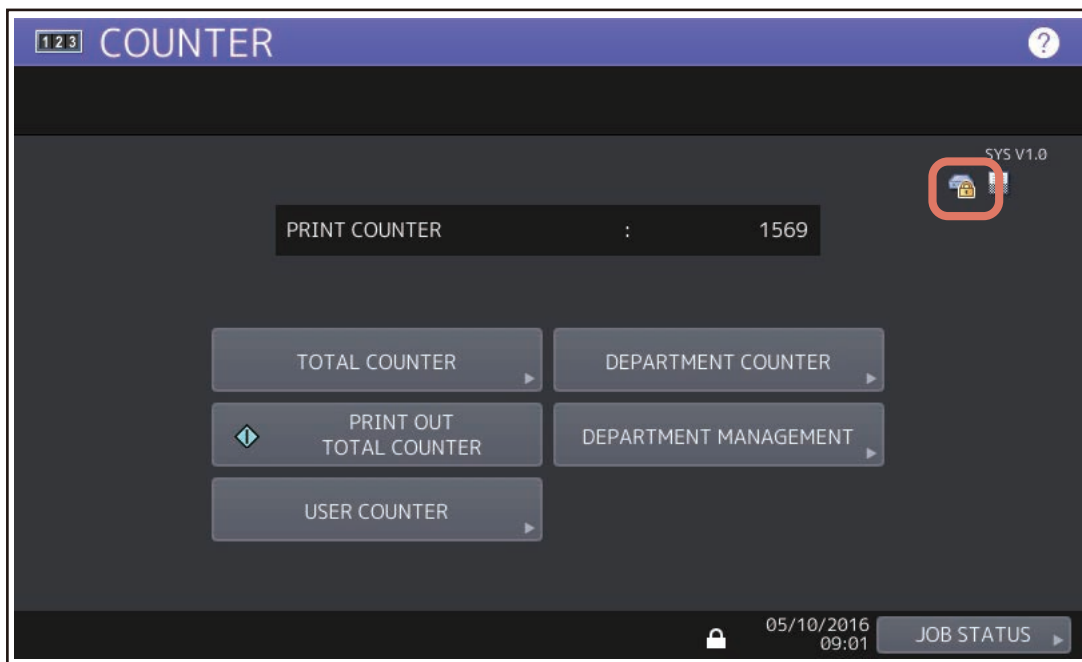 123 COUNTER ?
SYS V1.0
PRINT COUNTER : 1569
TOTAL COUNTER
DEPARTMENT COUNTER
PRINT OUT
TOTAL COUNTER
DEPARTMENT MANAGEMENT
USER COUNTER
05/10/2016
09:01
JOB STATUS